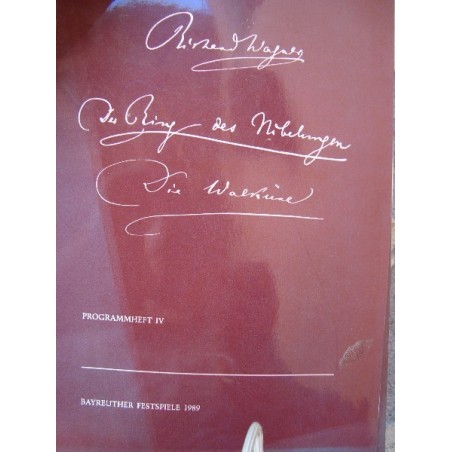 Richard Wagner
Der Ring des Nibelungen
Die Walküre
PROGRAMMHEFT IV
BAYREUTHER FESTSPIELE 1989